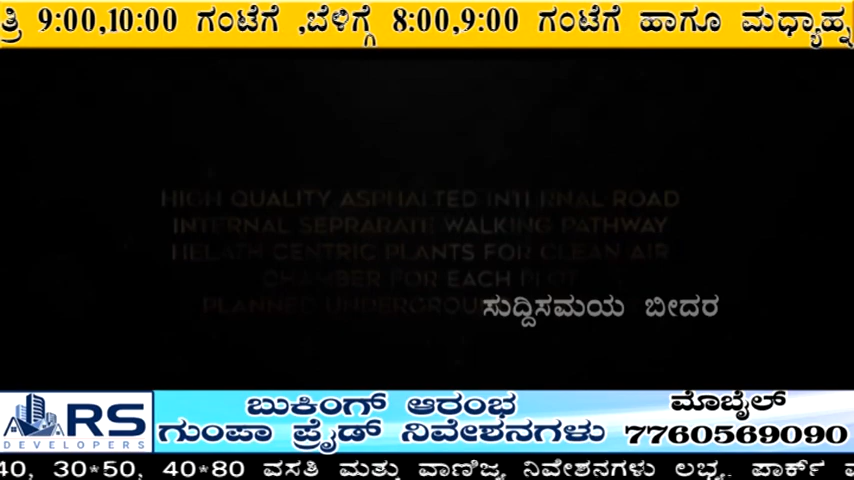 ತ್ರಿ 9:00,10:00 ಗಂಟೆಗೆ ,ಬೆಳಿಗ್ಗೆ 8:00,9:00 ಗಂಟೆಗೆ ಹಾಗೂ ಮಧ್ಯಾಹ್ನ
HIGH QUALITY ASPHALTED INTERNAL ROAD
INTERNAL SEPRARATE WALKING PATHWAY
HELATH CENTRIC PLANTS FOR CLEAN AIR
CHAMBER FOR EACH PLOT
PLANNED
ಸುದ್ದಿಸಮಯ ಬೀದರ
RS
DEVELOPERS
ಬುಕಿಂಗ್ ಆರಂಭ
ಗುಂಪಾ ಪ್ರೈಡ್ ನಿವೇಶನಗಳು
ಮೊಬೈಲ್
7760569090
40, 30*50, 40*80 ವಸತಿ ಮತ್ತು ವಾಣಿಜ್ಯ ನಿವೇಶನಗಳು ಲಭ್ಯ.. ಪಾರ್ಕ್